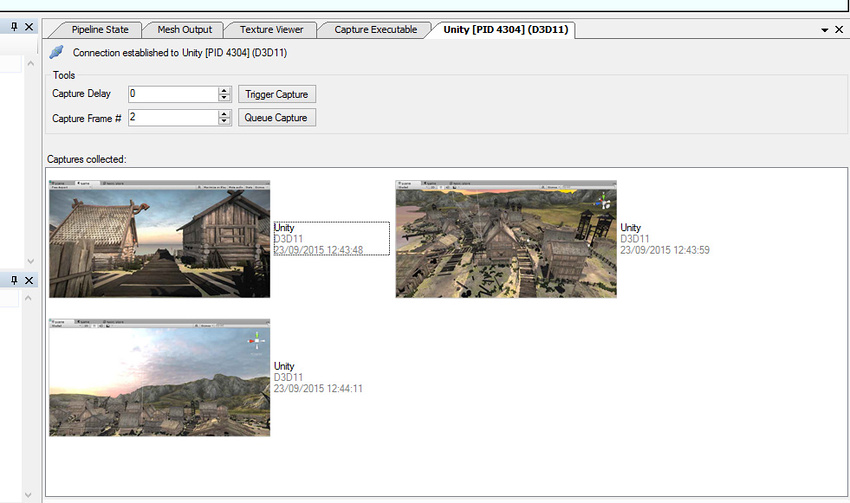 Pipeline State
Mesh Output
Texture Viewer
Capture Executable
Unity [PID 4304] (D3D11)
Connection established to Unity [PID 4304] (D3D11)
Tools
Capture Delay
0
Trigger Capture
Capture Frame #
2
Queue Capture
Captures collected:
Unity
D3D11
23/09/2015 12:43:48
Unity
D3D11
23/09/2015 12:43:59
Unity
D3D11
23/09/2015 12:44:11